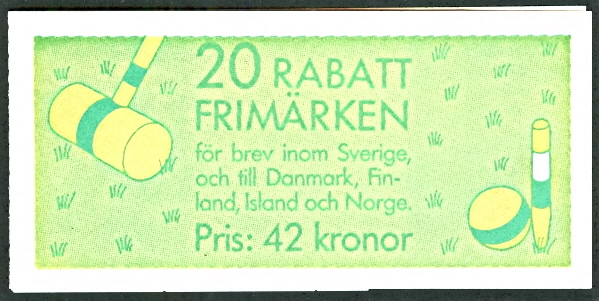 20 RABATT
FRIMÄRKEN
för brev inom Sverige,
och till Danmark, Fin-
land, Island och Norge.
Pris: 42 kronor